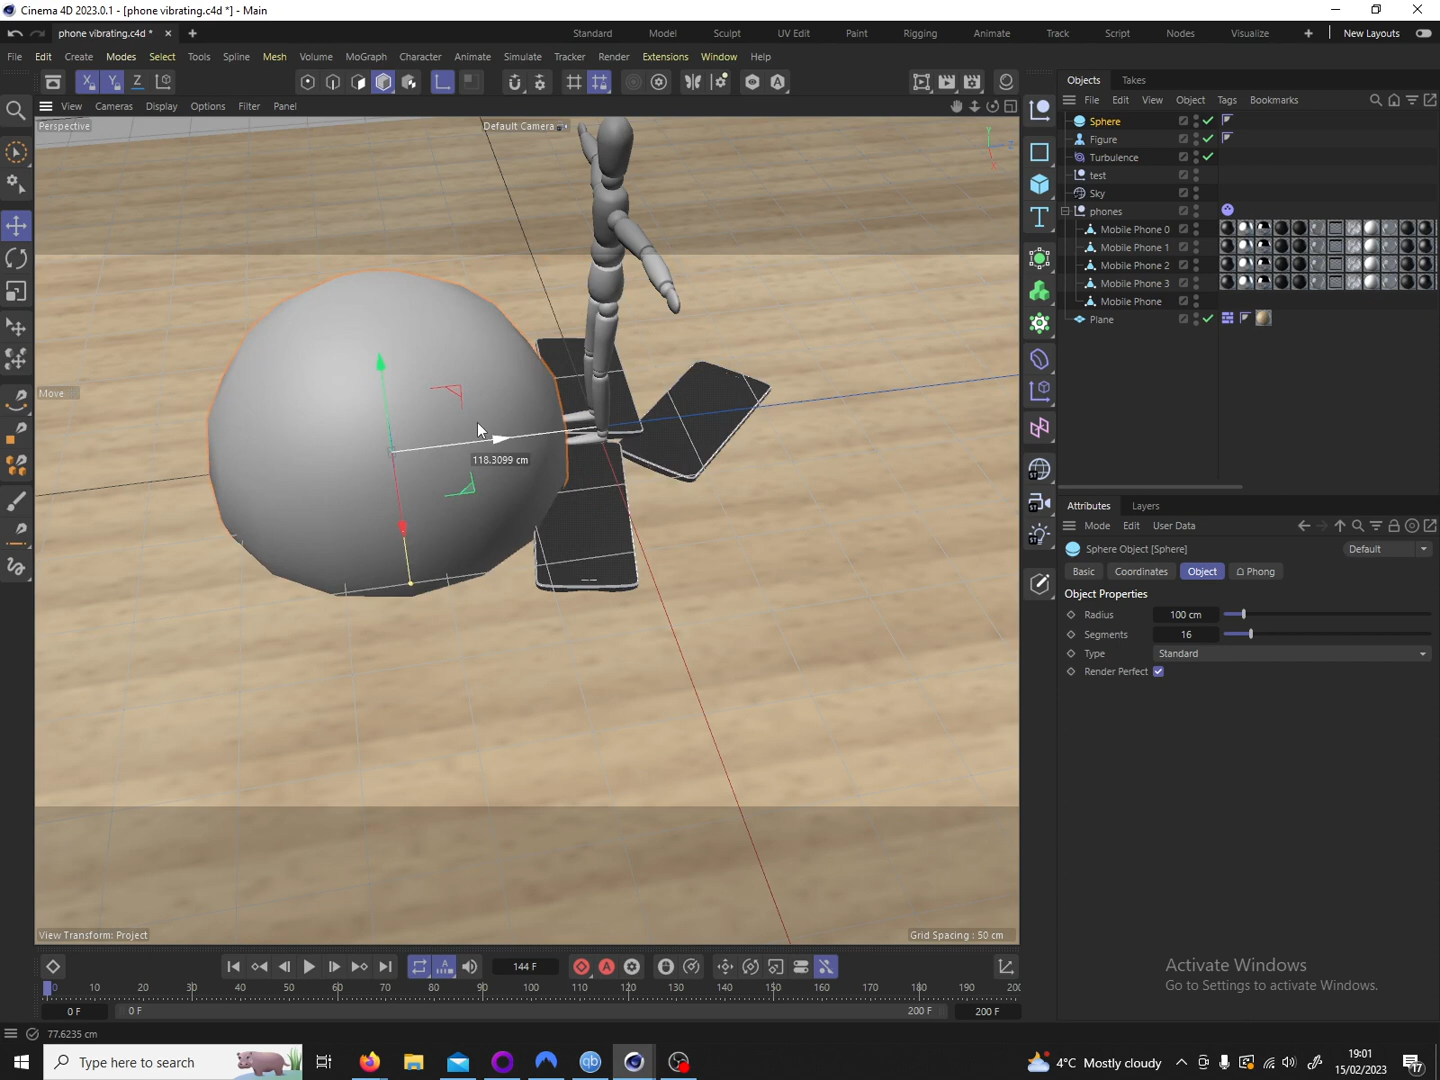 Cinema 4D 2023.0.1 - [phone vibrating.c4d *] - Main
phone vibrating.c4d *
Standard Model Sculpt UV Edit Paint Rigging Animate Track Script Nodes Visualize New Layouts
File Edit Create Modes Select Tools Spline Mesh Volume MoGraph Character Animate Simulate Tracker Render Extensions Window Help
X Y Z
View Cameras Display Options Filter Panel
Perspective
Default Camera
Move
118.3099 cm
View Transform: Project
Grid Spacing : 50 cm
Objects Takes
File Edit View Object Tags Bookmarks
Sphere
Figure
Turbulence
test
Sky
phones
Mobile Phone 0
Mobile Phone 1
Mobile Phone 2
Mobile Phone 3
Mobile Phone
Plane
Attributes Layers
Mode Edit User Data
Sphere Object [Sphere]
Default
Basic Coordinates Object Phong
Object Properties
Radius 100 cm
Segments 16
Type Standard
Render Perfect
144 F
0 10 20 30 40 50 60 70 80 90 100 110 120 130 140 150 160 170 180 190 200
0 F 0 F 200 F 200 F
77.6235 cm
Activate Windows
Go to Settings to activate Windows.
Type here to search
4°C Mostly cloudy
19:01
15/02/2023
17